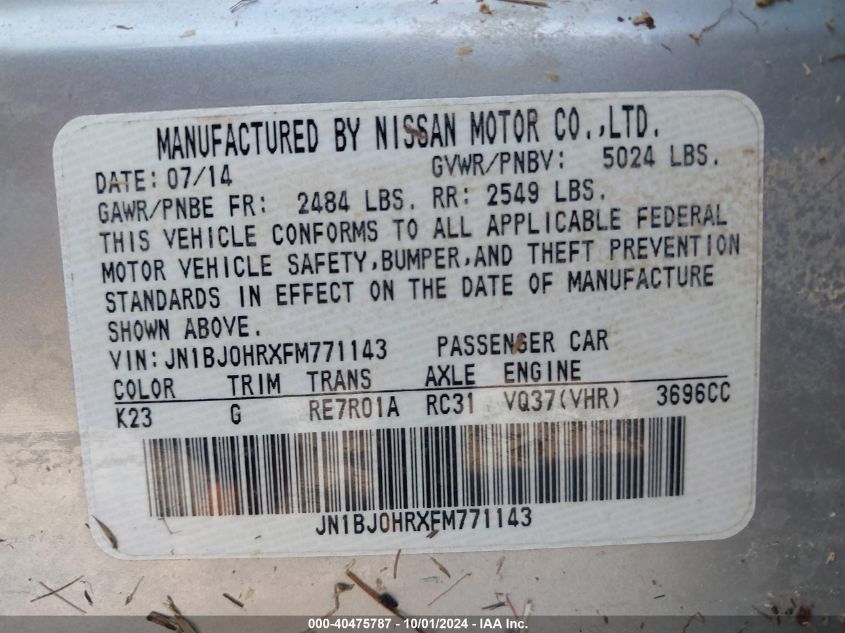 MANUFACTURED BY NISSAN MOTOR CO.,LTD.
DATE: 07/14 GVWR/PNBV: 5024 LBS.
GAWR/PNBE FR: 2484 LBS. RR: 2549 LBS.
THIS VEHICLE CONFORMS TO ALL APPLICABLE FEDERAL
MOTOR VEHICLE SAFETY,BUMPER,AND THEFT PREVENTION
STANDARDS IN EFFECT ON THE DATE OF MANUFACTURE
SHOWN ABOVE.
VIN: JN1BJ0HRXFM771143 PASSENGER CAR
COLOR TRIM TRANS AXLE ENGINE
K23 G RE7R01A RC31 VQ37(VHR) 3696CC
JN1BJ0HRXFM771143
000-40475787 - 10/01/2024 - IAA Inc.